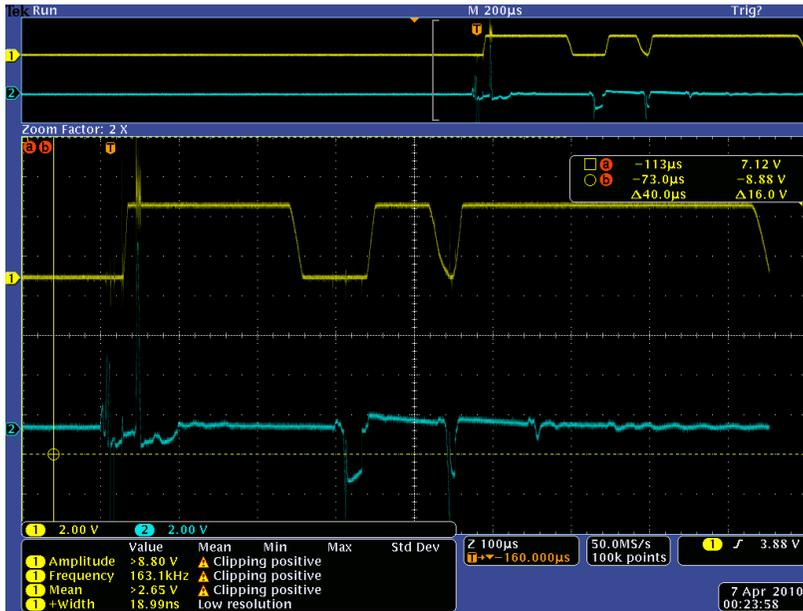 Tek Run M 200µs Trig?
T
1
2
Zoom Factor: 2 X
a b T
a −113µs 7.12 V
b −73.0µs −8.88 V
Δ40.0µs Δ16.0 V
1
2
1 2.00 V 2 2.00 V
Value Mean Min Max Std Dev
1 Amplitude >8.80 V Clipping positive
1 Frequency 163.1kHz Clipping positive
1 Mean >2.65 V Clipping positive
1 +Width 18.99ns Low resolution
Z 100µs
T→▼−160.000µs
50.0MS/s
100k points
1 3.88 V
7 Apr 2010
00:23:58